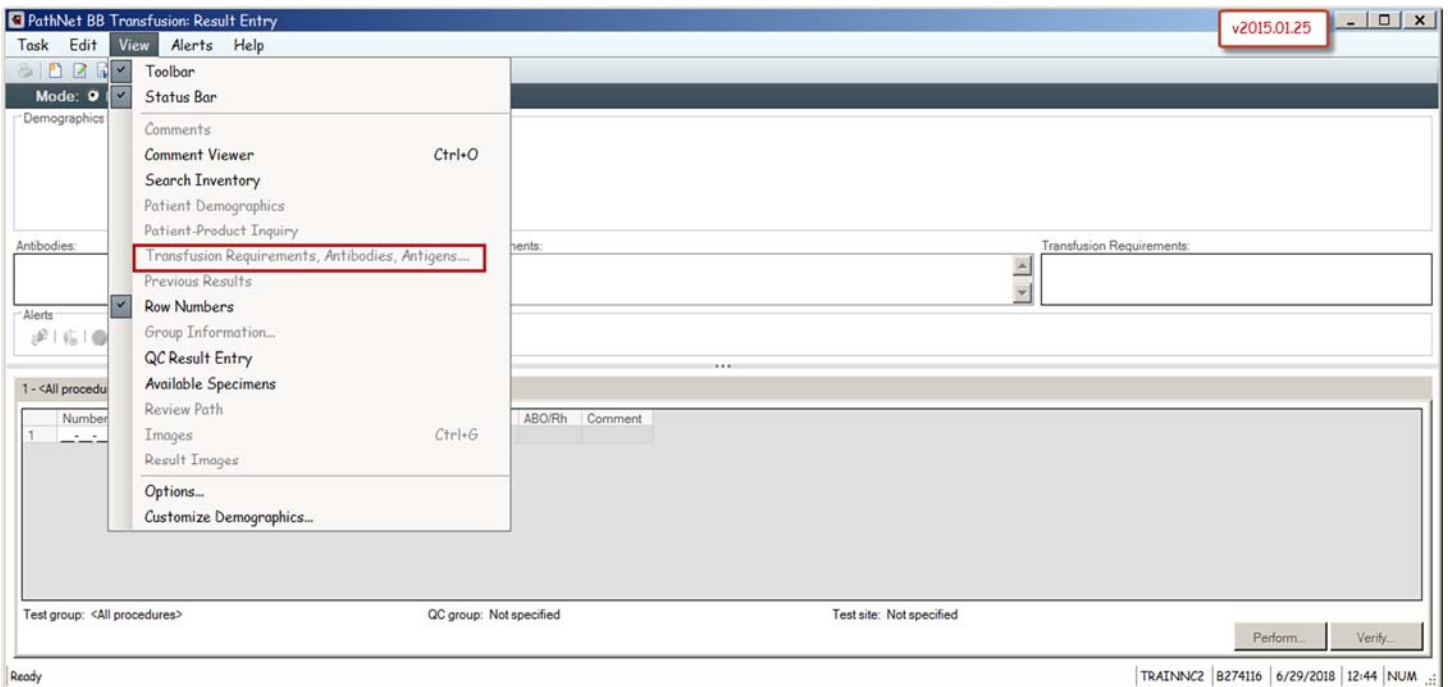 PathNet BB Transfusion: Result Entry
v2015.01.25
Task Edit View Alerts Help
Toolbar
Mode:
Status Bar
Demographics
Comments
Comment Viewer Ctrl+O
Search Inventory
Patient Demographics
Patient-Product Inquiry
Antibodies:
Transfusion Requirements:
Transfusion Requirements, Antibodies, Antigens....
Previous Results
Row Numbers
Alerts
Group Information...
QC Result Entry
Available Specimens
1 - <All procedu
Review Path
Number ABO/Rh Comment
1 __-__-__
Images Ctrl+G
Result Images
Options...
Customize Demographics...
Test group: <All procedures> QC group: Not specified Test site: Not specified
Perform... Verify...
Ready TRAINNC2 B274116 6/29/2018 12:44 NUM